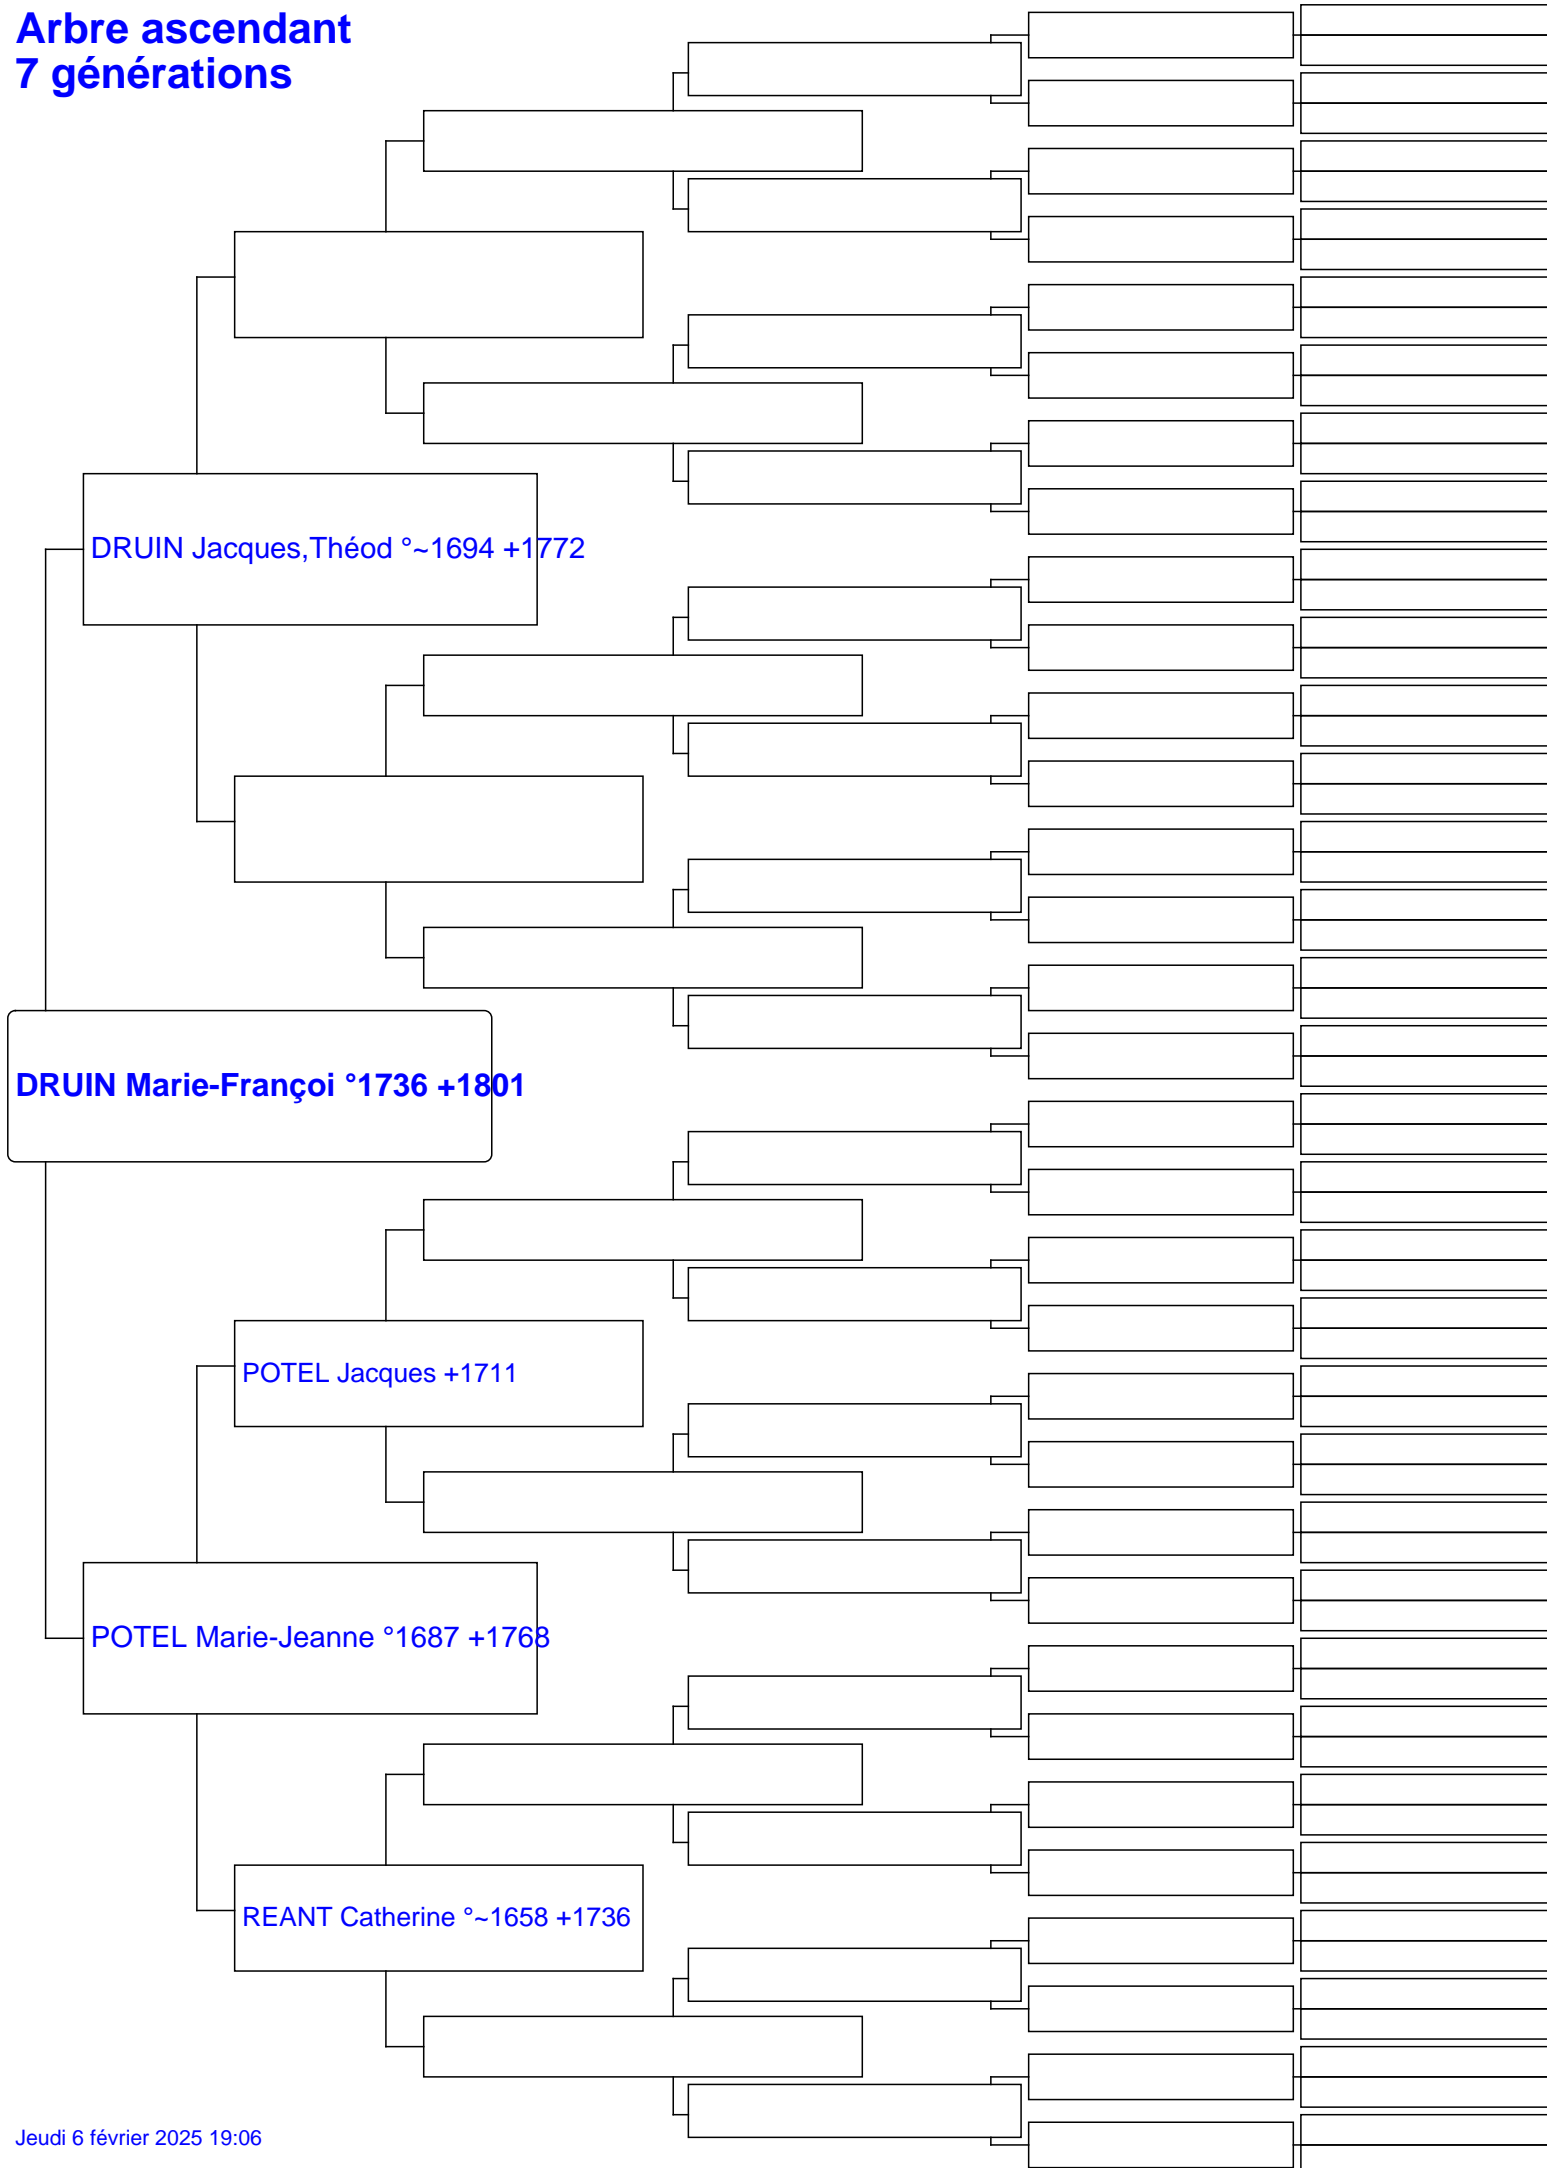 Arbre ascendant
7 générations
DRUIN Jacques,Théod °~1694 +1772
DRUIN Marie-Françoi °1736 +1801
POTEL Jacques +1711
POTEL Marie-Jeanne °1687 +1768
REANT Catherine °~1658 +1736
Jeudi 6 février 2025 19:06